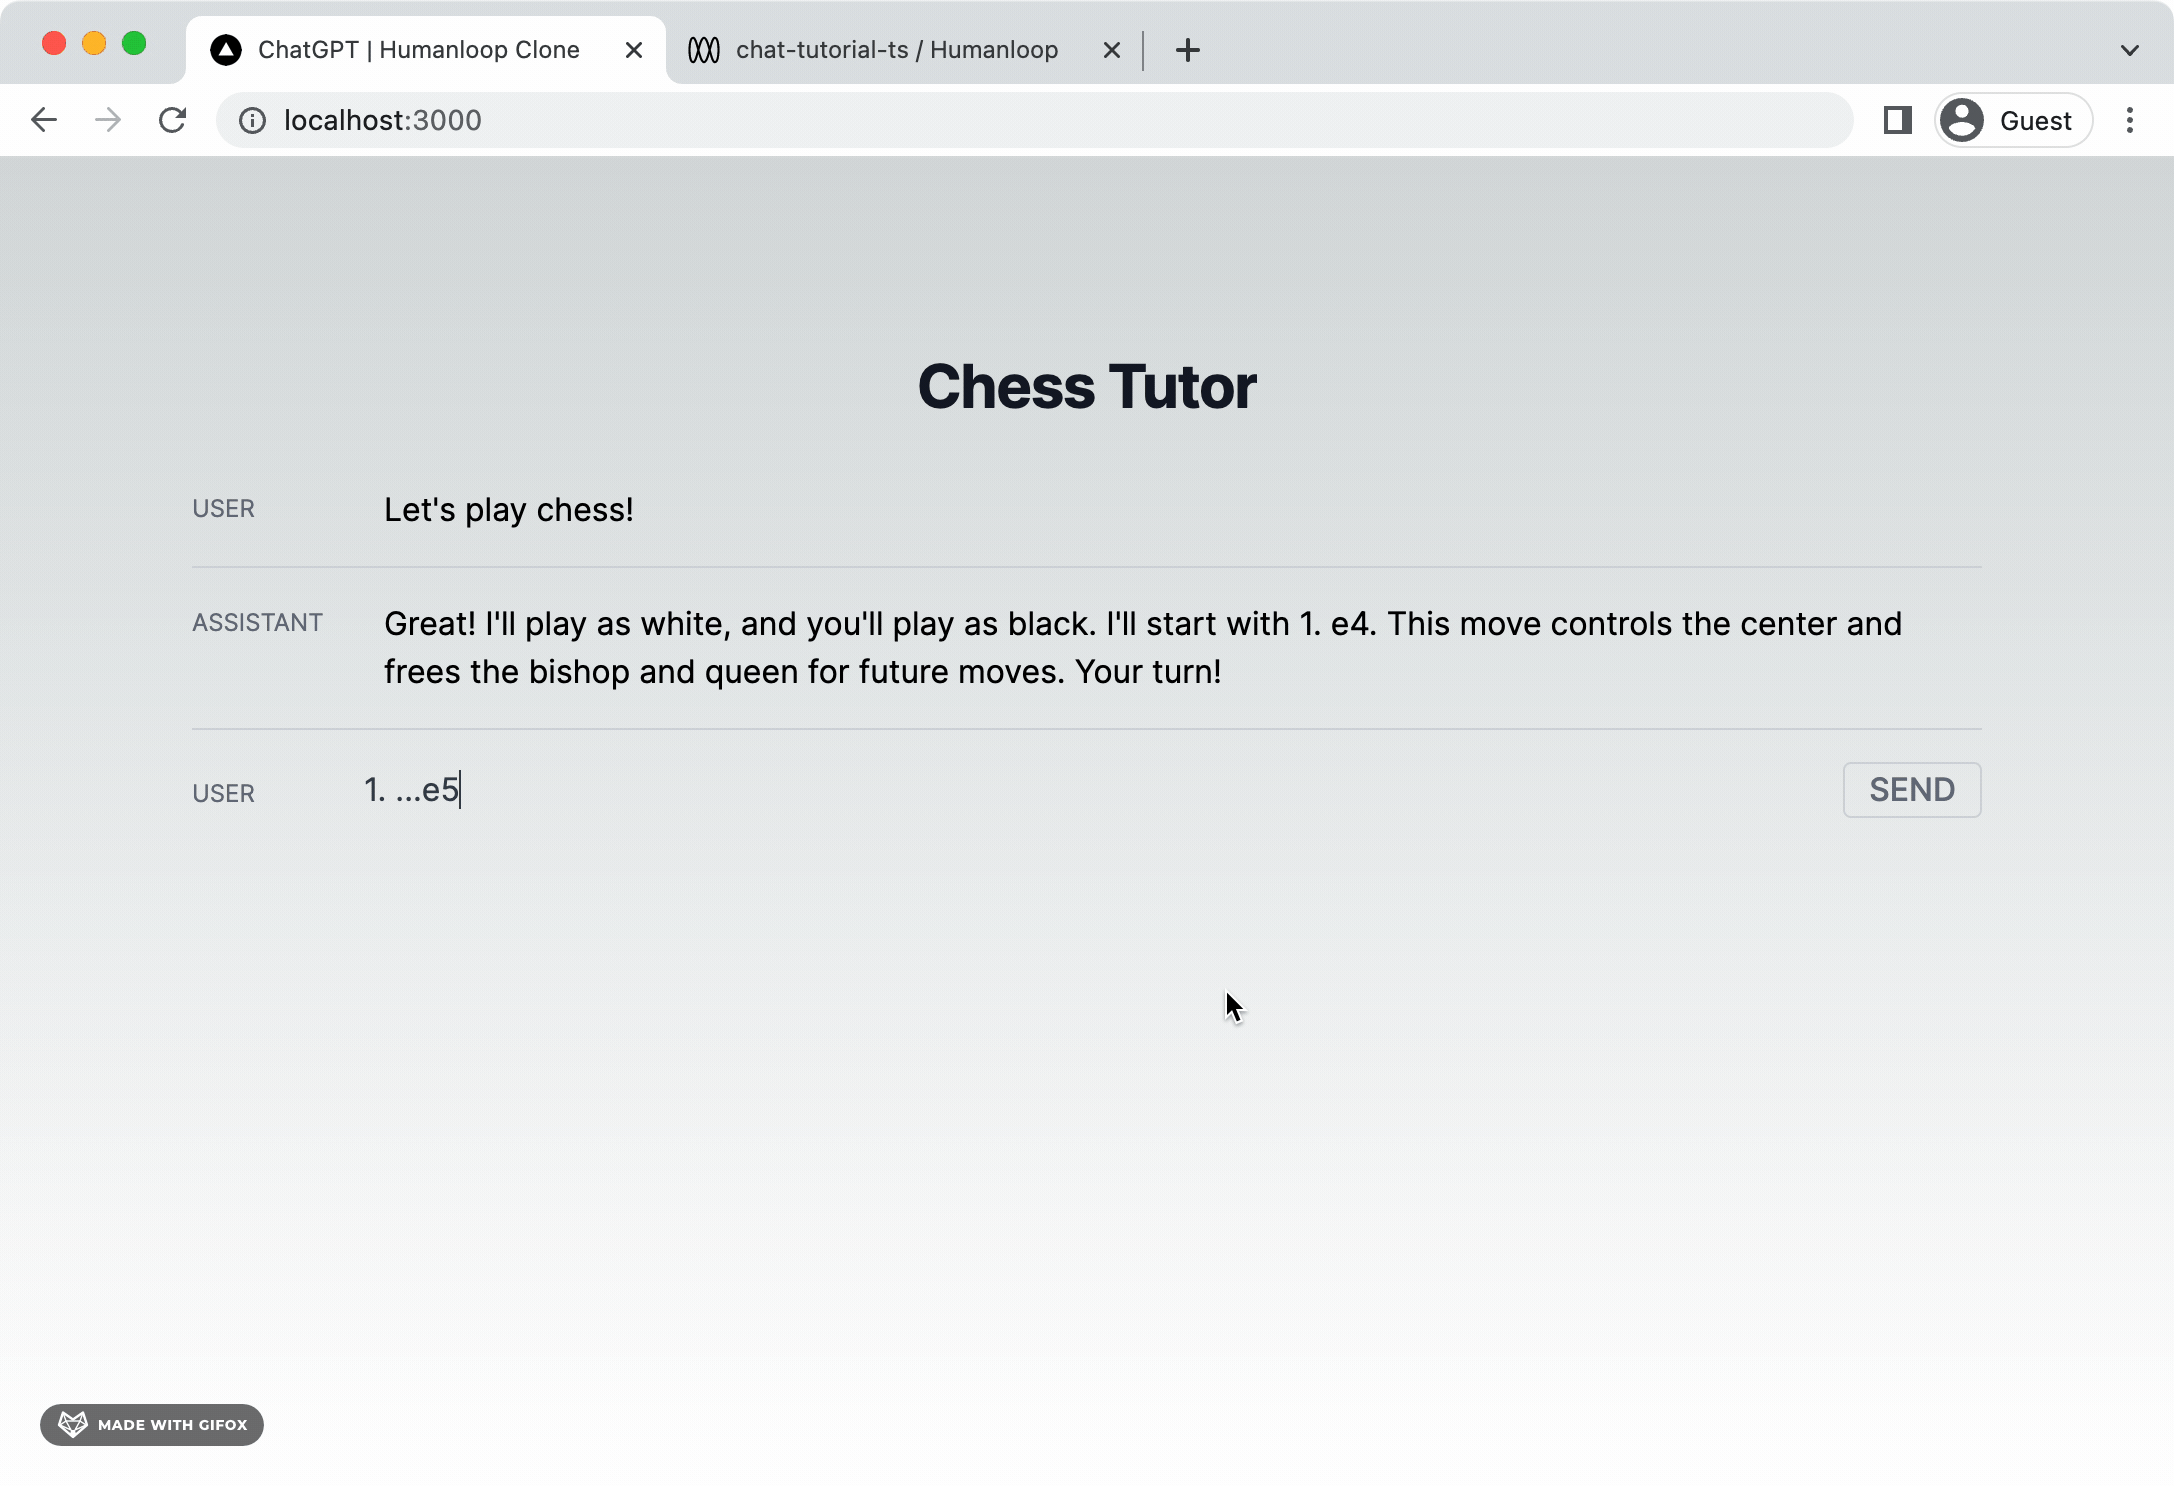 ChatGPT | Humanloop Clone
chat-tutorial-ts / Humanloop
localhost:3000
Guest
Chess Tutor
USER
Let's play chess!
ASSISTANT
Great! I'll play as white, and you'll play as black. I'll start with 1. e4. This move controls the center and
frees the bishop and queen for future moves. Your turn!
USER
1. ...e5
SEND
MADE WITH GIFOX